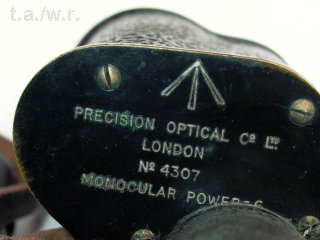 t.a./w.r.
PRECISION OPTICAL Co LTD
LONDON
No 4307
MONOCULAR POWER-6